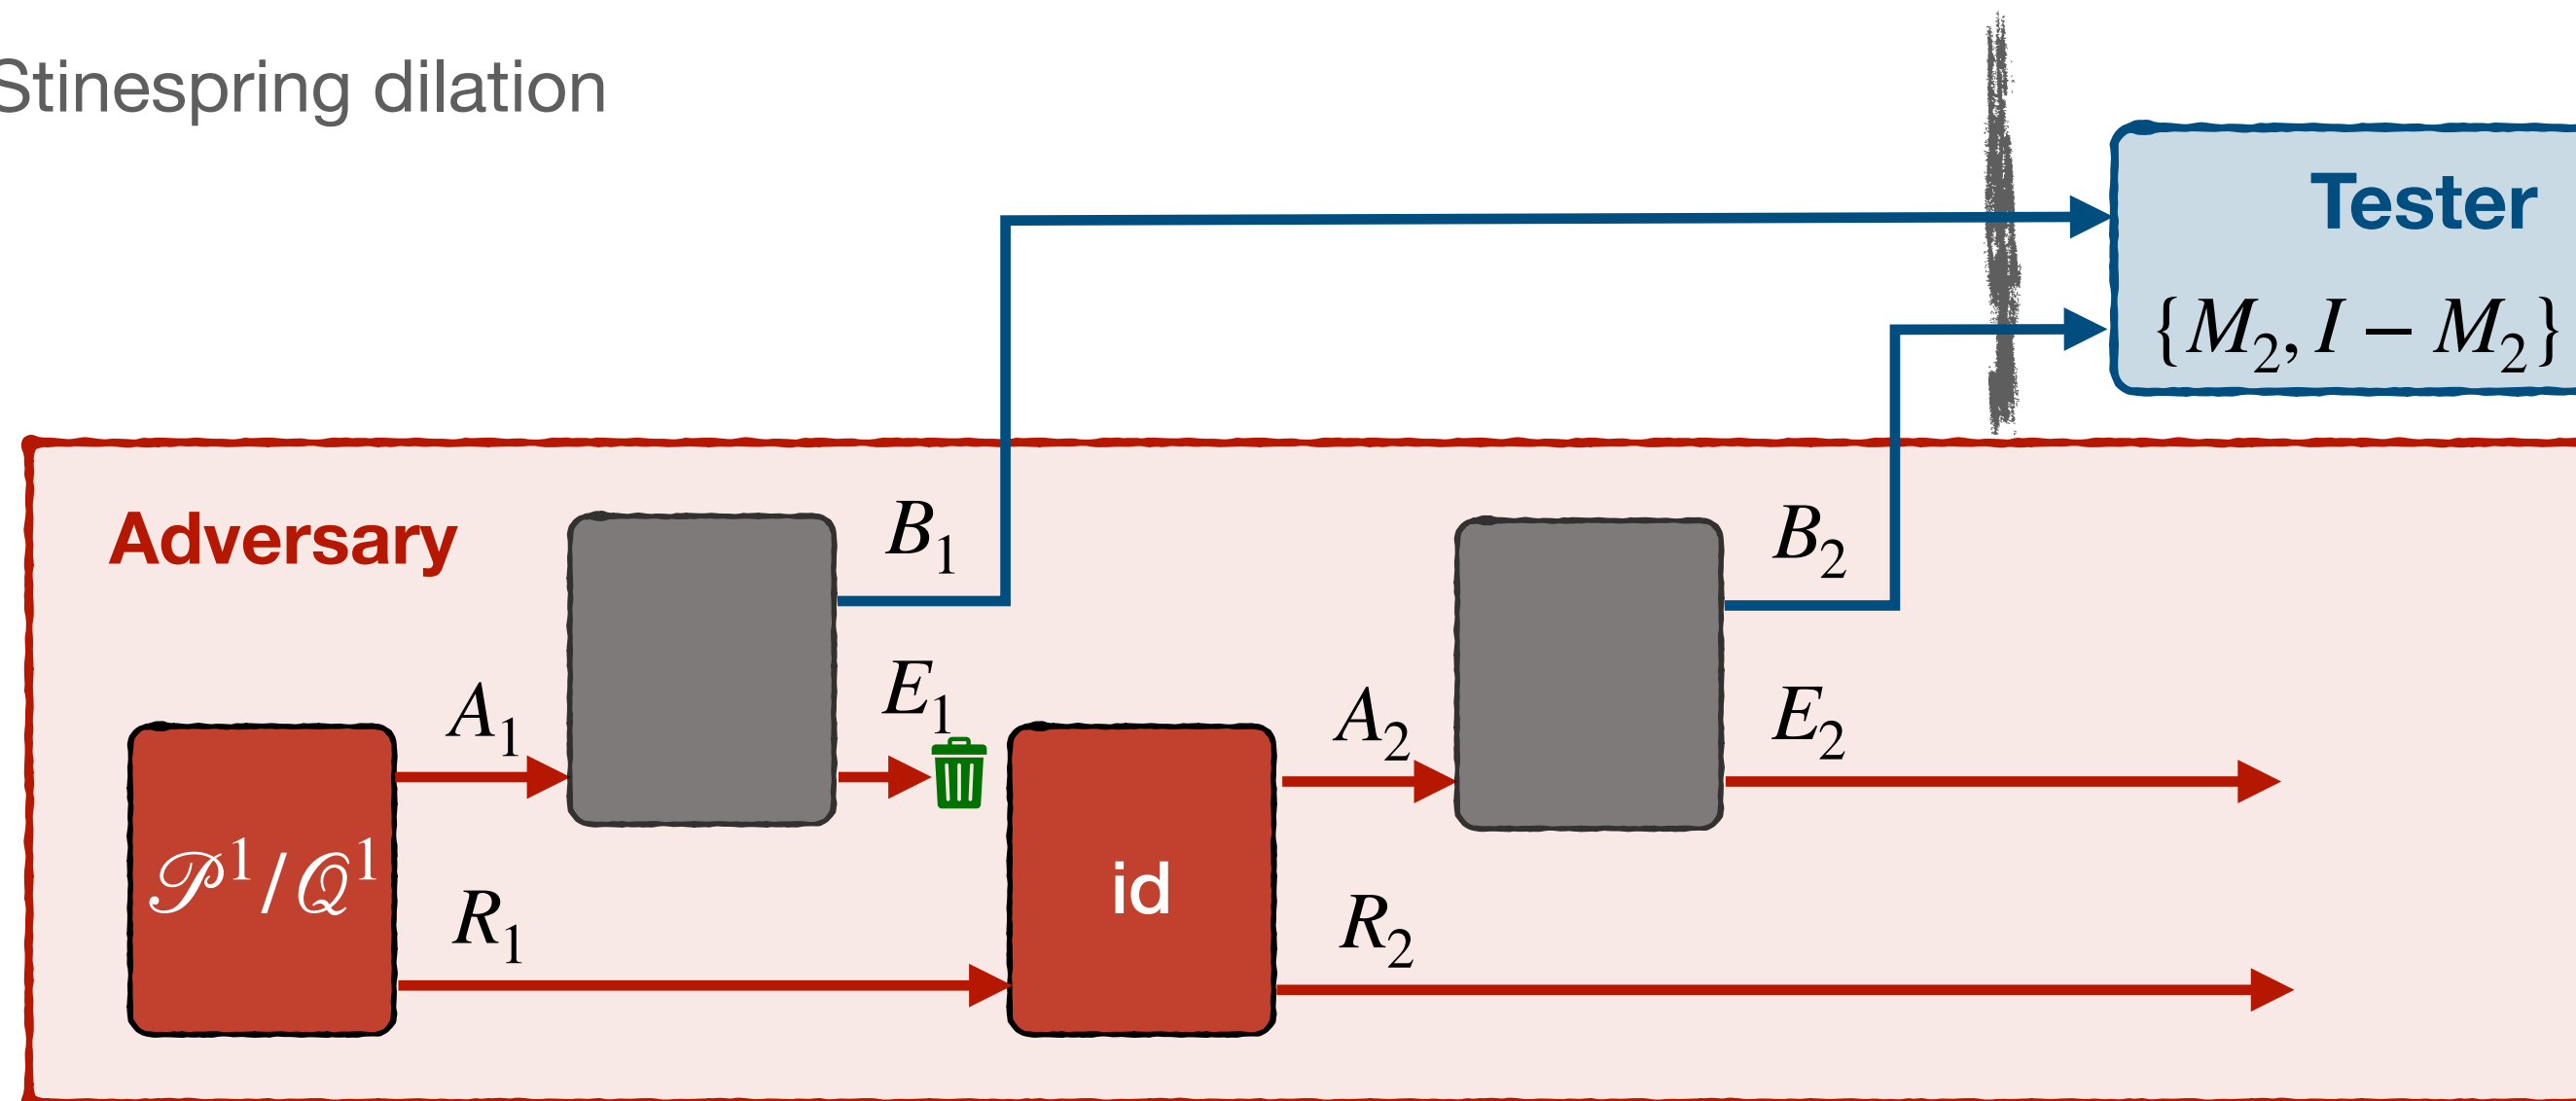 Stinespring dilation
Tester
{M₂, I − M₂}
Adversary
B₁
B₂
E₁
E₂
A₁
A₂
𝒫¹/𝒬¹
id
R₁
R₂